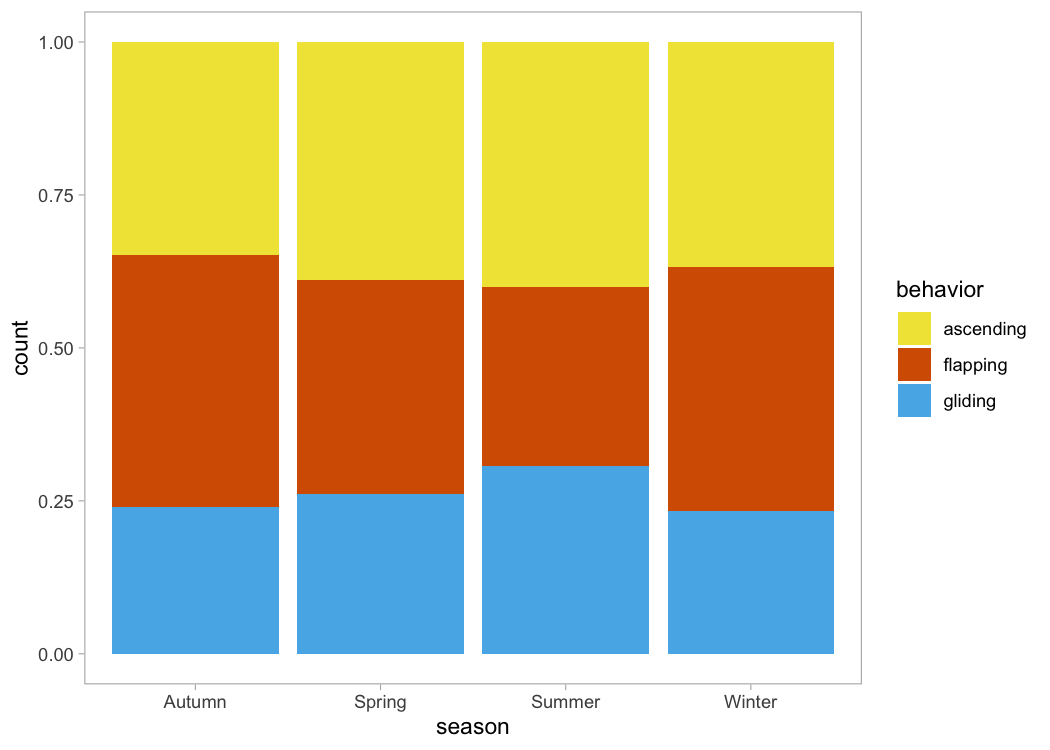 1.00
0.75
0.50
0.25
0.00
count
Autumn Spring Summer Winter
season
behavior
ascending
flapping
gliding